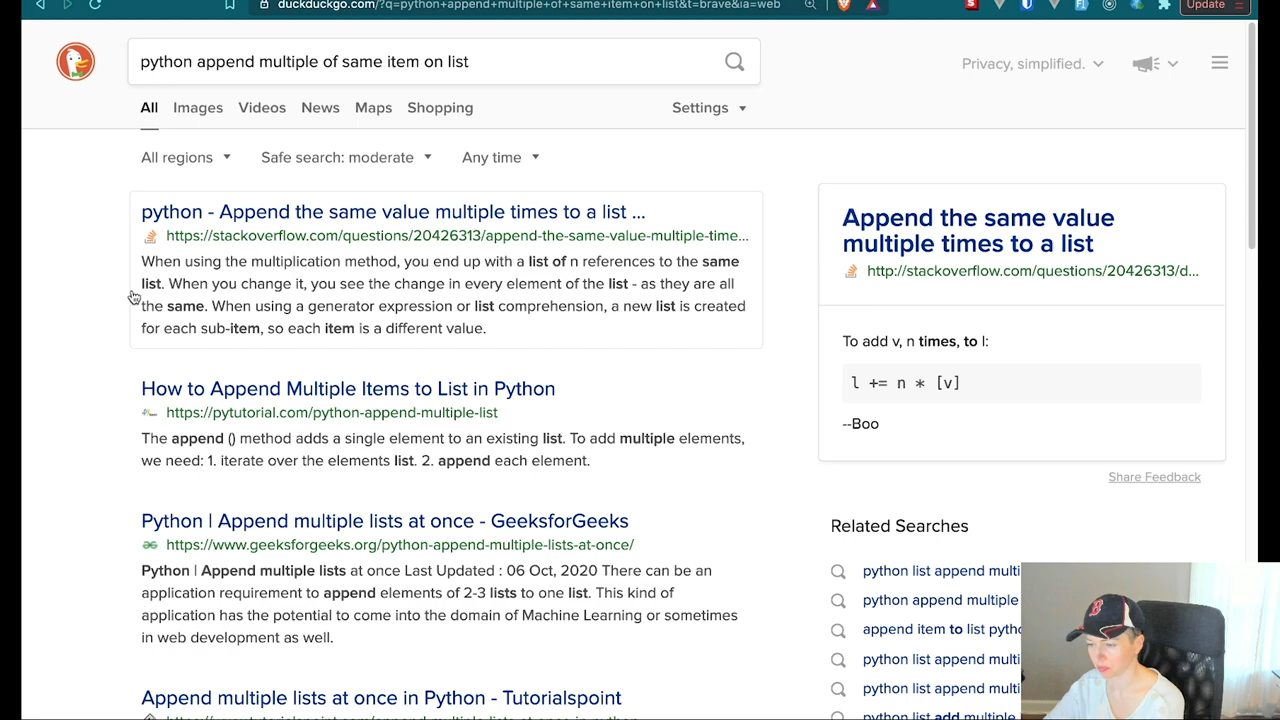 duckduckgo.com/?q=python+append+multiple+of+same+item+on+list&t=brave&ia=web
Update
python append multiple of same item on list
Privacy, simplified.
All Images Videos News Maps Shopping Settings
All regions Safe search: moderate Any time
python - Append the same value multiple times to a list ...
https://stackoverflow.com/questions/20426313/append-the-same-value-multiple-time...
When using the multiplication method, you end up with a list of n references to the same
list. When you change it, you see the change in every element of the list - as they are all
the same. When using a generator expression or list comprehension, a new list is created
for each sub-item, so each item is a different value.
How to Append Multiple Items to List in Python
https://pytutorial.com/python-append-multiple-list
The append () method adds a single element to an existing list. To add multiple elements,
we need: 1. iterate over the elements list. 2. append each element.
Python | Append multiple lists at once - GeeksforGeeks
https://www.geeksforgeeks.org/python-append-multiple-lists-at-once/
Python | Append multiple lists at once Last Updated : 06 Oct, 2020 There can be an
application requirement to append elements of 2-3 lists to one list. This kind of
application has the potential to come into the domain of Machine Learning or sometimes
in web development as well.
Append multiple lists at once in Python - Tutorialspoint
Append the same value
multiple times to a list
http://stackoverflow.com/questions/20426313/d...
To add v, n times, to l:
l += n * [v]
--Boo
Share Feedback
Related Searches
python list append multi
python append multiple
append item to list pytho
python list append multi
python list append multi
python list add multiple